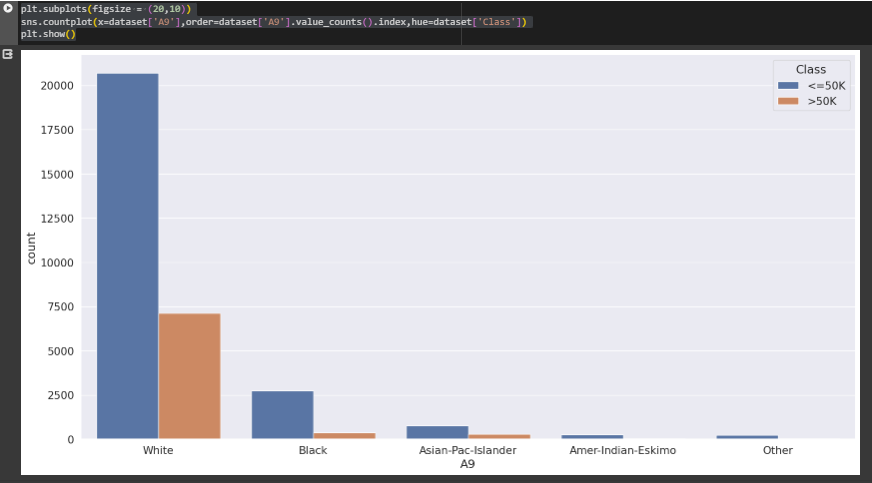 plt.subplots(figsize = (20,10))
sns.countplot(x=dataset['A9'],order=dataset['A9'].value_counts().index,hue=dataset['Class'])
plt.show()
Class
<=50K
>50K
20000
17500
15000
12500
10000
7500
5000
2500
0
count
White Black Asian-Pac-Islander Amer-Indian-Eskimo Other
A9